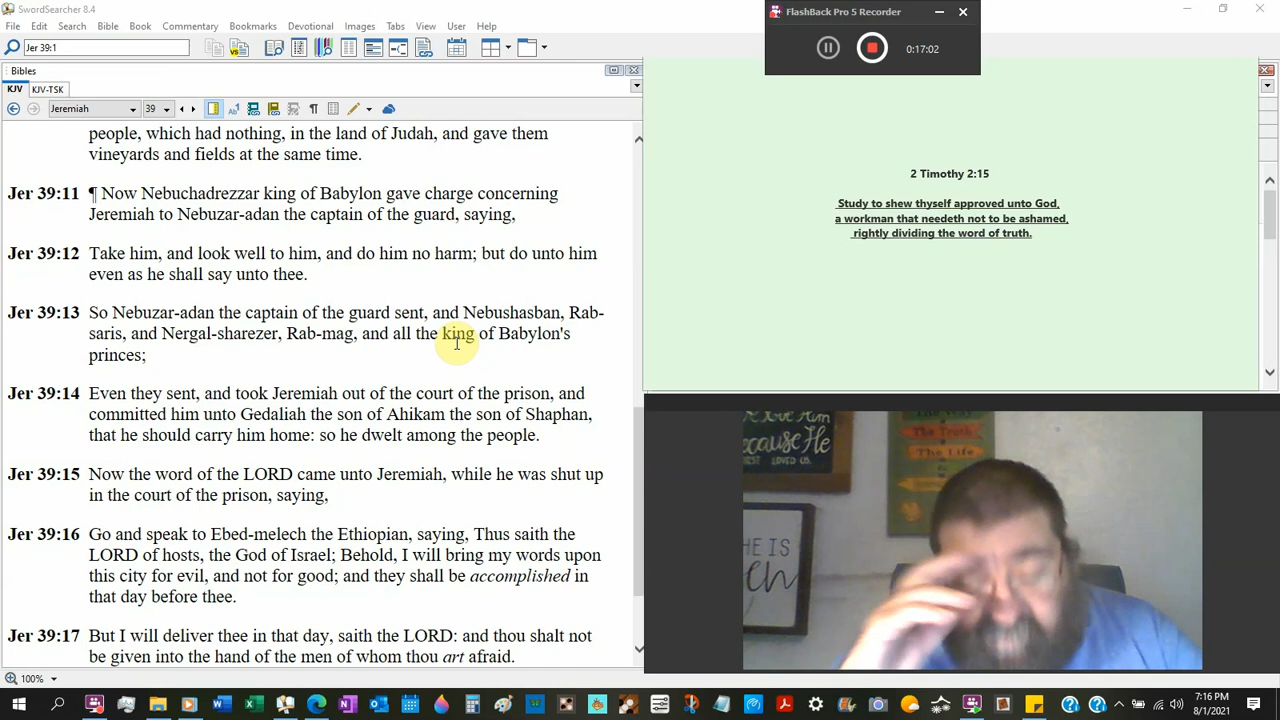 SwordSearcher 8.4
FlashBack Pro 5 Recorder
File Edit Search Bible Book Commentary Bookmarks Devotional Images Tabs View User Help
Jer 39:1
0:17:02
Bibles
KJV KJV-TSK
Jeremiah 39
people, which had nothing, in the land of Judah, and gave them
vineyards and fields at the same time.
Jer 39:11 ¶ Now Nebuchadrezzar king of Babylon gave charge concerning
Jeremiah to Nebuzar-adan the captain of the guard, saying,
Jer 39:12 Take him, and look well to him, and do him no harm; but do unto him
even as he shall say unto thee.
Jer 39:13 So Nebuzar-adan the captain of the guard sent, and Nebushasban, Rab-
saris, and Nergal-sharezer, Rab-mag, and all the king of Babylon's
princes;
Jer 39:14 Even they sent, and took Jeremiah out of the court of the prison, and
committed him unto Gedaliah the son of Ahikam the son of Shaphan,
that he should carry him home: so he dwelt among the people.
Jer 39:15 Now the word of the LORD came unto Jeremiah, while he was shut up
in the court of the prison, saying,
Jer 39:16 Go and speak to Ebed-melech the Ethiopian, saying, Thus saith the
LORD of hosts, the God of Israel; Behold, I will bring my words upon
this city for evil, and not for good; and they shall be accomplished in
that day before thee.
Jer 39:17 But I will deliver thee in that day, saith the LORD: and thou shalt not
be given into the hand of the men of whom thou art afraid.
100%
2 Timothy 2:15
Study to shew thyself approved unto God,
a workman that needeth not to be ashamed,
rightly dividing the word of truth.
Because He
LOVED US.
The Truth
The Life
HE IS
7:16 PM
8/1/2021